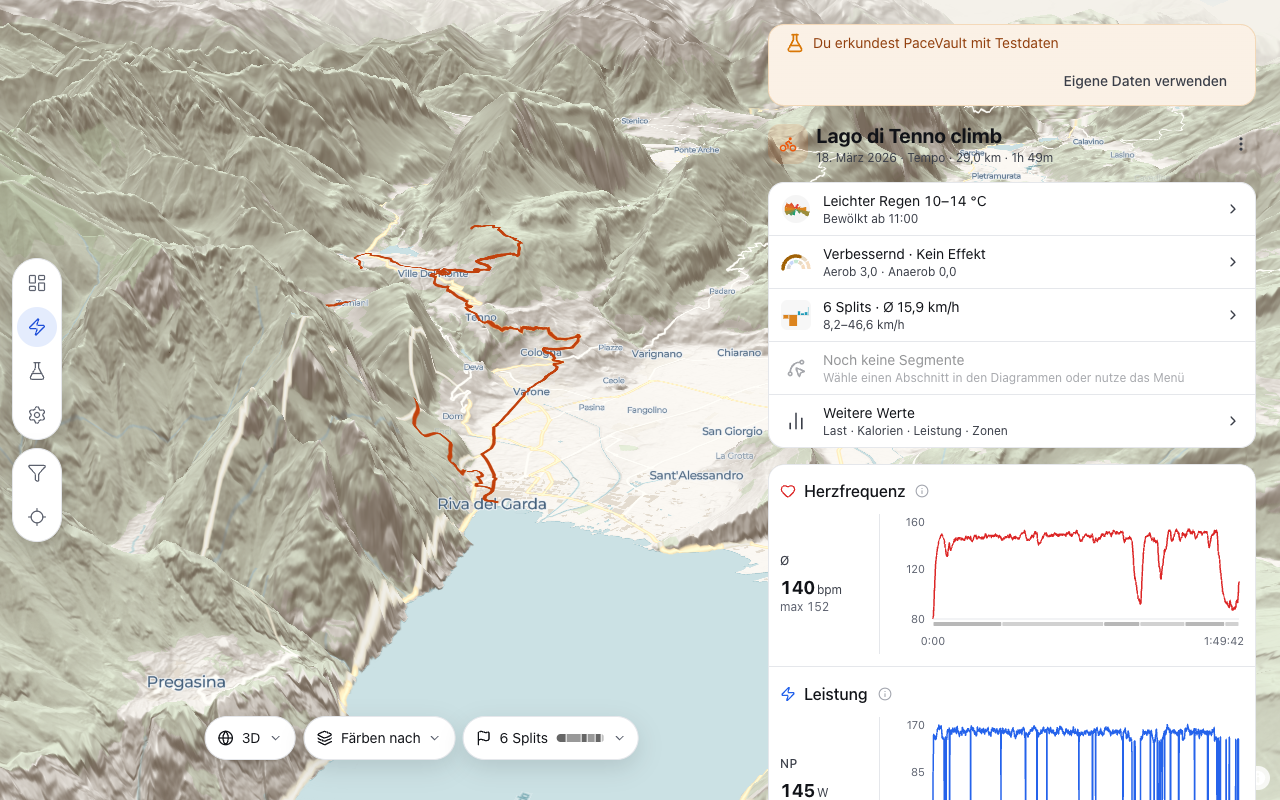 Du erkundest PaceVault mit Testdaten
Eigene Daten verwenden
Lago di Tenno climb
18. März 2026 · Tempo · 29,0 km · 1h 49m
Leichter Regen 10–14 °C
Bewölkt ab 11:00
Verbessernd · Kein Effekt
Aerob 3,0 · Anaerob 0,0
6 Splits · Ø 15,9 km/h
8,2–46,6 km/h
Noch keine Segmente
Wähle einen Abschnitt in den Diagrammen oder nutze das Menü
Weitere Werte
Last · Kalorien · Leistung · Zonen
Herzfrequenz
Ø
140 bpm
max 152
160
120
80
0:00
1:49:42
Leistung
NP
145 W
170
85
Stenico
Ponte Arche
Calavino
Lasino
Pietramurata
Ville Del Monte
Padaro
Tenno
Cologna
Piazze
Varignano
Chiarano
Deva
Ceole
Varone
Pasina
Fangolino
San Giorgio
La Grotta
Sant'Alessandro
Riva del Garda
Pregasina
3D
Färben nach
6 Splits